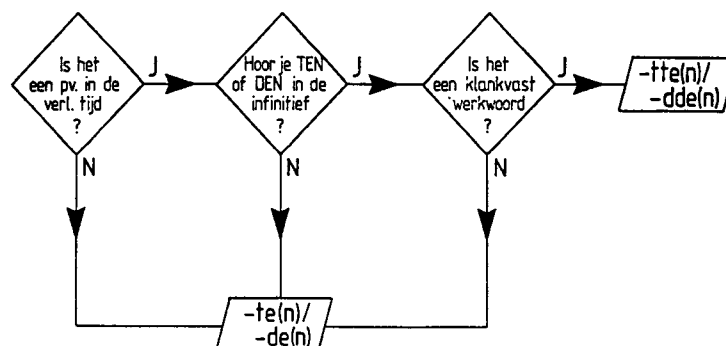 Is het
een pv. in de
verl. tijd
?
J
N
Hoor je TEN
of DEN in de
infinitief
?
J
N
Is het
een klankvast
werkwoord
?
J
N
-tte(n)/
-dde(n)/
-te(n)/
-de(n)